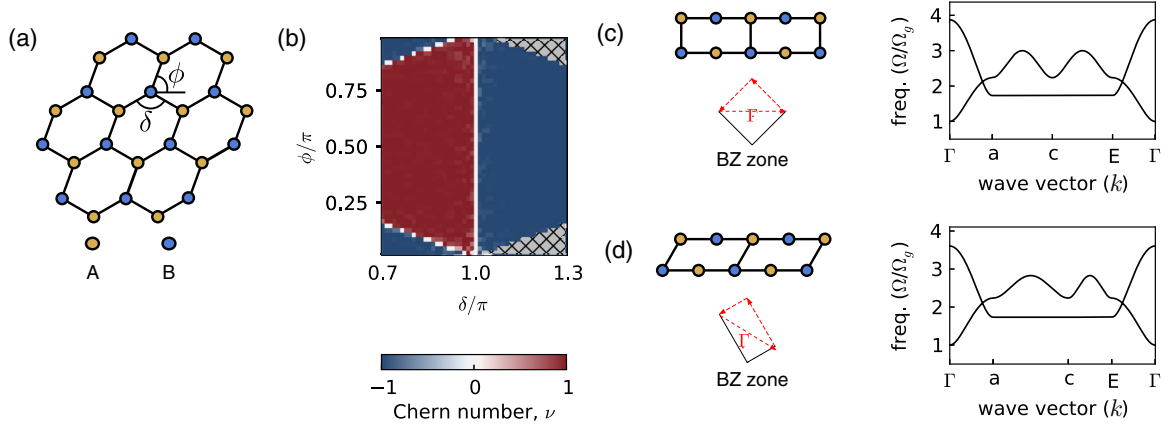 (a)
ϕ
δ
A
B
(b)
ϕ/π
0.75
0.50
0.25
0.7
1.0
1.3
δ/π
−1
0
1
Chern number, ν
(c)
Γ
BZ zone
freq. (Ω/Ω_g)
4
3
2
1
Γ
a
c
E
Γ
wave vector (k)
(d)
Γ
BZ zone
freq. (Ω/Ω_g)
4
3
2
1
Γ
a
c
E
Γ
wave vector (k)